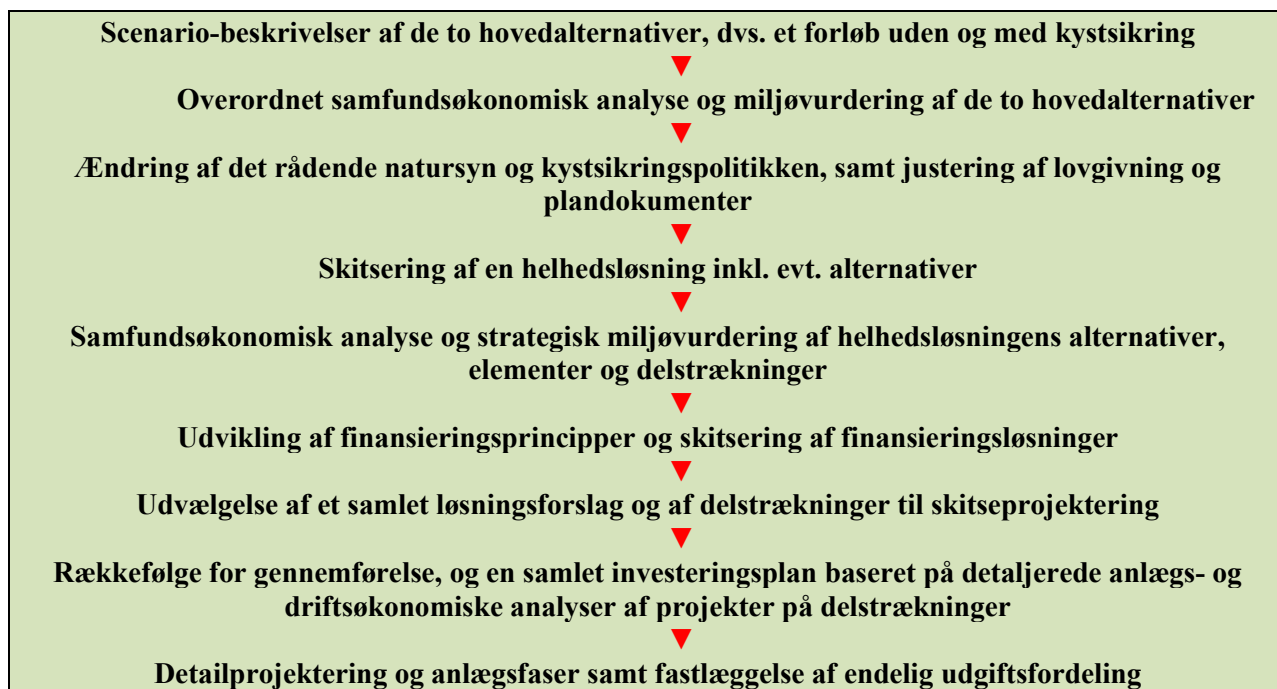 Scenario-beskrivelser af de to hovedalternativer, dvs. et forløb uden og med kystsikring
Overordnet samfundsøkonomisk analyse og miljøvurdering af de to hovedalternativer
Ændring af det rådende natursyn og kystsikringspolitikken, samt justering af lovgivning og
plandokumenter
Skitsering af en helhedsløsning inkl. evt. alternativer
Samfundsøkonomisk analyse og strategisk miljøvurdering af helhedsløsningens alternativer,
elementer og delstrækninger
Udvikling af finansieringsprincipper og skitsering af finansieringsløsninger
Udvælgelse af et samlet løsningsforslag og af delstrækninger til skitseprojektering
Rækkefølge for gennemførelse, og en samlet investeringsplan baseret på detaljerede anlægs- og
driftsøkonomiske analyser af projekter på delstrækninger
Detailprojektering og anlægsfaser samt fastlæggelse af endelig udgiftsfordeling